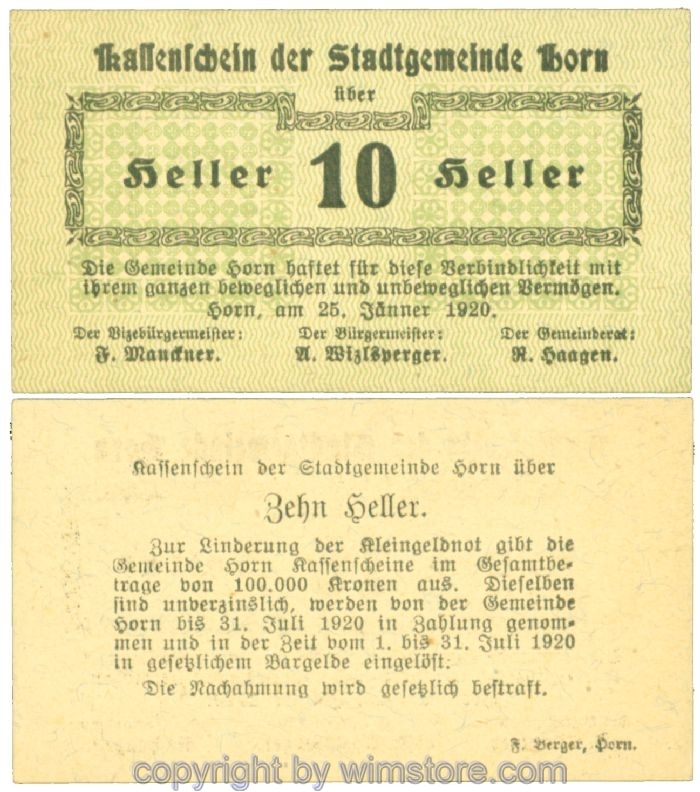 Kassenschein der Stadtgemeinde Horn
über
Heller 10 Heller
Die Gemeinde Horn haftet für diese Verbindlichkeit mit
ihrem ganzen beweglichen und unbeweglichen Vermögen.
Horn, am 25. Jänner 1920.
Der Vizebürgermeister: Der Bürgermeister: Der Gemeinderat:
F. Manckner. A. Wizlsperger. R. Haagen.
Kassenschein der Stadtgemeinde Horn über
Zehn Heller.
Zur Linderung der Kleingeldnot gibt die
Gemeinde Horn Kassenscheine im Gesamtbe-
trage von 100.000 Kronen aus. Dieselben
sind unverzinslich, werden von der Gemeinde
Horn bis 31. Juli 1920 in Zahlung genom-
men und in der Zeit vom 1. bis 31. Juli 1920
in gesetzlichem Bargelde eingelöst.
Die Nachahmung wird gesetzlich bestraft.
F. Berger, Horn.
copyright by wimstore.com